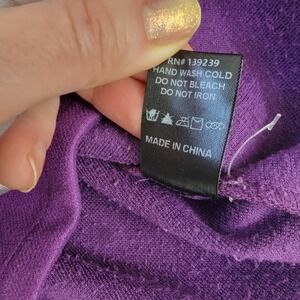 RN# 139239
HAND WASH COLD
DO NOT BLEACH
DO NOT IRON
MADE IN CHINA